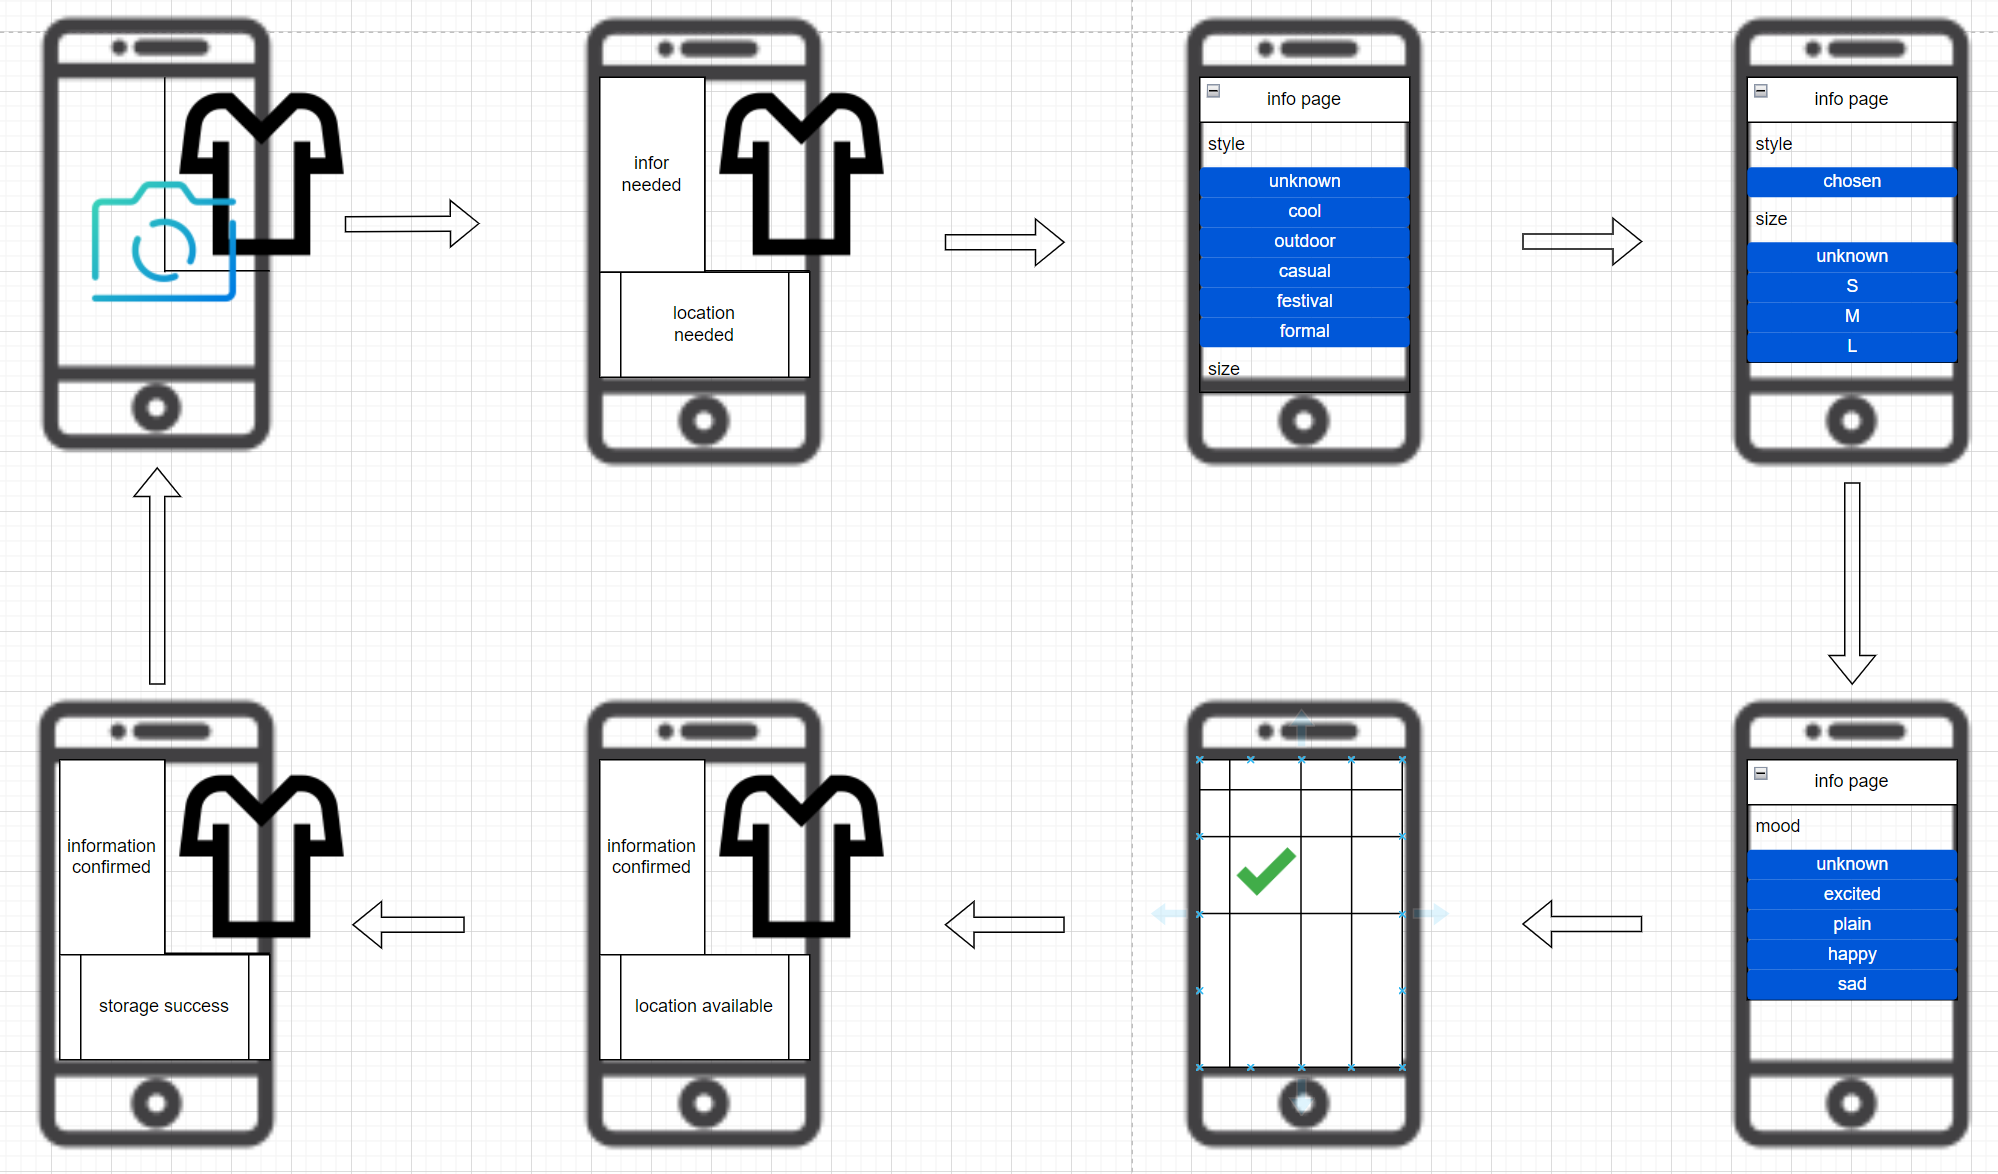 infor
needed
location
needed
info page
style
unknown
cool
outdoor
casual
festival
formal
size
info page
style
chosen
size
unknown
S
M
L
information
confirmed
storage success
information
confirmed
location available
info page
mood
unknown
excited
plain
happy
sad